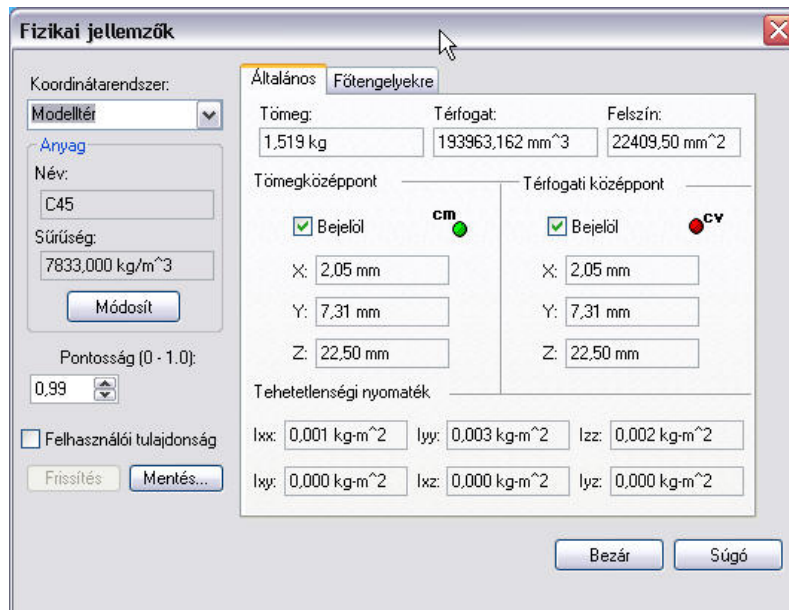 Fizikai jellemzők
Koordinátarendszer:
Modelltér
Anyag
Név:
C45
Sűrűség:
7833,000 kg/m^3
Módosít
Pontosság (0 - 1.0):
0,99
Felhasználói tulajdonság
Frissítés Mentés...
Általános Főtengelyekre
Tömeg: Térfogat: Felszín:
1,519 kg 193963,162 mm^3 22409,50 mm^2
Tömegközéppont Térfogati középpont
Bejelöl cm Bejelöl cv
X: 2,05 mm X: 2,05 mm
Y: 7,31 mm Y: 7,31 mm
Z: 22,50 mm Z: 22,50 mm
Tehetetlenségi nyomaték
Ixx: 0,001 kg-m^2 Iyy: 0,003 kg-m^2 Izz: 0,002 kg-m^2
Ixy: 0,000 kg-m^2 Ixz: 0,000 kg-m^2 Iyz: 0,000 kg-m^2
Bezár Súgó